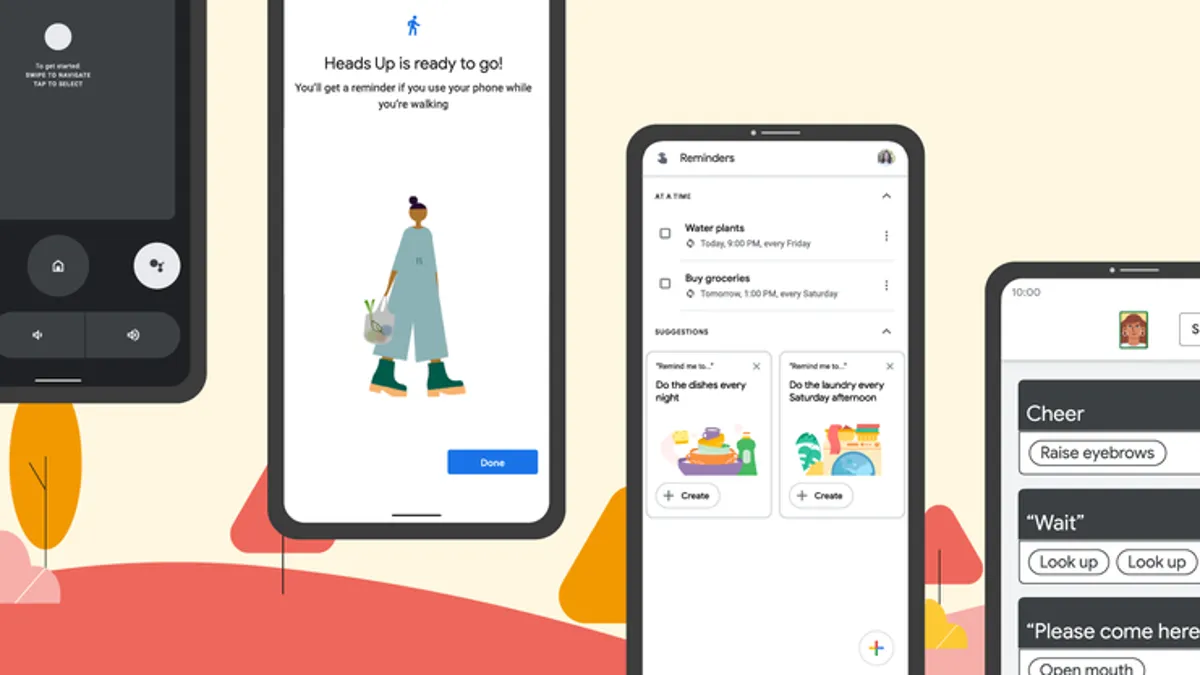 To get started:
SWIPE TO NAVIGATE
TAP TO SELECT
Heads Up is ready to go!
You'll get a reminder if you use your phone while
you're walking
Done
Reminders
AT A TIME
Water plants
Today, 9:00 PM, every Friday
Buy groceries
Tomorrow, 1:00 PM, every Saturday
SUGGESTIONS
"Remind me to..."
Do the dishes every
night
+ Create
"Remind me to..."
Do the laundry every
Saturday afternoon
+ Create
10:00
S
Cheer
Raise eyebrows
“Wait”
Look up Look up
“Please come here
Open mouth